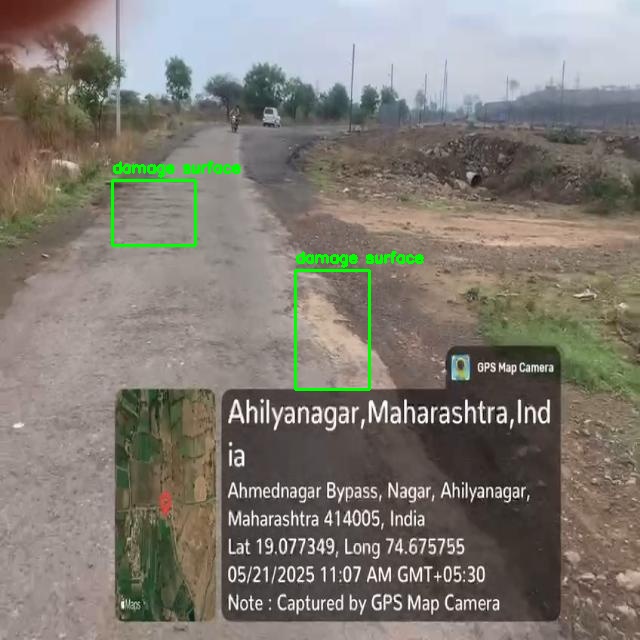 damage surface
damage surface
GPS Map Camera
Ahilyanagar,Maharashtra,Ind
ia
Ahmednagar Bypass, Nagar, Ahilyanagar,
Maharashtra 414005, India
Lat 19.077349, Long 74.675755
05/21/2025 11:07 AM GMT+05:30
Note : Captured by GPS Map Camera
Maps